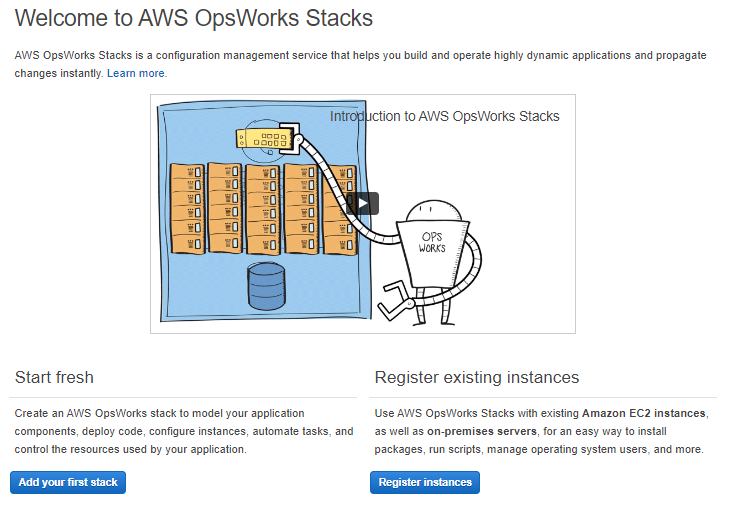 Welcome to AWS OpsWorks Stacks
AWS OpsWorks Stacks is a configuration management service that helps you build and operate highly dynamic applications and propagate
changes instantly. Learn more.
Introduction to AWS OpsWorks Stacks
OPS
WORKS
Start fresh
Create an AWS OpsWorks stack to model your application
components, deploy code, configure instances, automate tasks, and
control the resources used by your application.
Add your first stack
Register existing instances
Use AWS OpsWorks Stacks with existing Amazon EC2 instances,
as well as on-premises servers, for an easy way to install
packages, run scripts, manage operating system users, and more.
Register instances